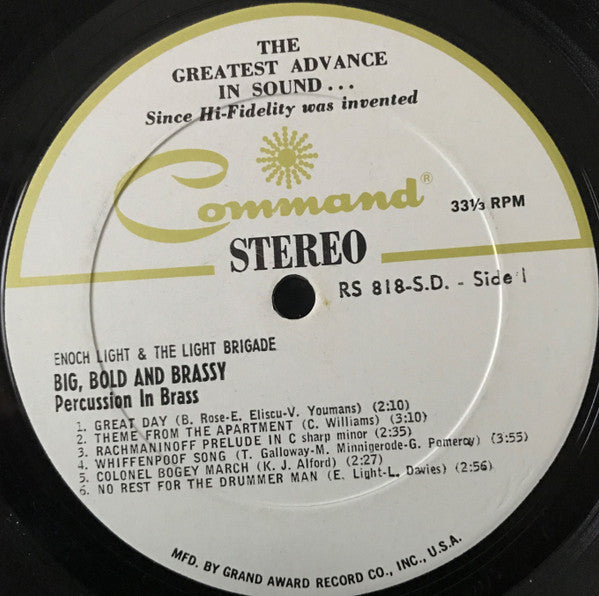 THE
GREATEST ADVANCE
IN SOUND...
Since Hi-Fidelity was invented
Command®
33⅓ RPM
STEREO
RS 818-S.D. - Side 1
ENOCH LIGHT & THE LIGHT BRIGADE
BIG, BOLD AND BRASSY
Percussion In Brass
1. GREAT DAY (B. Rose-E. Eliscu-V. Youmans) (2:10)
2. THEME FROM THE APARTMENT (C. Williams) (3:10)
3. RACHMANINOFF PRELUDE IN C sharp minor (2:35)
4. WHIFFENPOOF SONG (T. Galloway-M. Minnigerode-G. Pomeroy) (3:55)
5. COLONEL BOGEY MARCH (K. J. Alford) (2:27)
6. NO REST FOR THE DRUMMER MAN (E. Light-L. Davies) (2:56)
MFD. BY GRAND AWARD RECORD CO., INC., U.S.A.